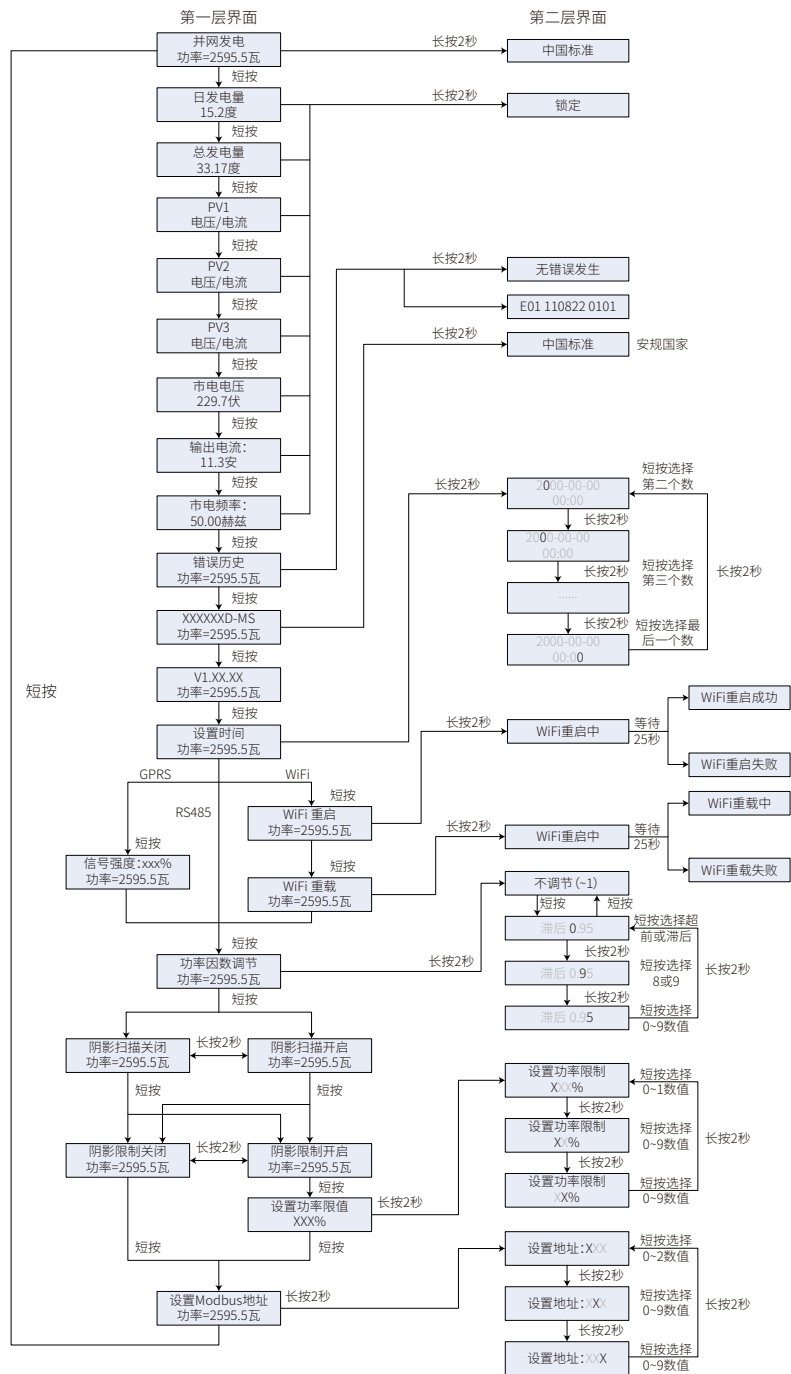 第一层界面
第二层界面
并网发电
功率=2595.5瓦
长按2秒
中国标准
短按
日发电量
15.2度
长按2秒
锁定
短按
总发电量
33.17度
短按
PV1
电压/电流
短按
PV2
电压/电流
长按2秒
无错误发生
E01 110822 0101
短按
PV3
电压/电流
长按2秒
中国标准
安规国家
短按
市电电压
229.7伏
短按
输出电流：
11.3安
短按
市电频率：
50.00赫兹
长按2秒
2000-00-00
00:00
短按选择
第二个数
长按2秒
短按
错误历史
功率=2595.5瓦
2000-00-00
00:00
长按2秒
短按选择
第三个数
长按2秒
短按
XXXXXXD-MS
功率=2595.5瓦
......
长按2秒
短按选择最
后一个数
2000-00-00
00:00
短按
V1.XX.XX
功率=2595.5瓦
短按
短按
设置时间
功率=2595.5瓦
长按2秒
WiFi重启中
等待
25秒
WiFi重启成功
WiFi重启失败
GPRS
WiFi
RS485
短按
WiFi 重启
功率=2595.5瓦
长按2秒
WiFi重启中
等待
25秒
WiFi重载中
WiFi重载失败
短按
信号强度:xxx%
功率=2595.5瓦
短按
WiFi 重载
功率=2595.5瓦
不调节 (~1)
短按
短按
滞后 0.95
短按选择超
前或滞后
短按
功率因数调节
功率=2595.5瓦
长按2秒
长按2秒
滞后 0.95
短按选择
8或9
长按2秒
长按2秒
滞后 0.95
短按选择
0~9数值
短按
阴影扫描关闭
功率=2595.5瓦
长按2秒
阴影扫描开启
功率=2595.5瓦
短按
短按
设置功率限制
XXX%
短按选择
0~1数值
长按2秒
设置功率限制
XX%
短按选择
0~9数值
长按2秒
长按2秒
设置功率限制
XX%
短按选择
0~9数值
阴影限制关闭
功率=2595.5瓦
长按2秒
阴影限制开启
功率=2595.5瓦
短按
设置功率限值
XXX%
长按2秒
短按
短按
设置Modbus地址
功率=2595.5瓦
长按2秒
设置地址：XXX
短按选择
0~2数值
长按2秒
设置地址：XXX
短按选择
0~9数值
长按2秒
长按2秒
设置地址：XXX
短按选择
0~9数值